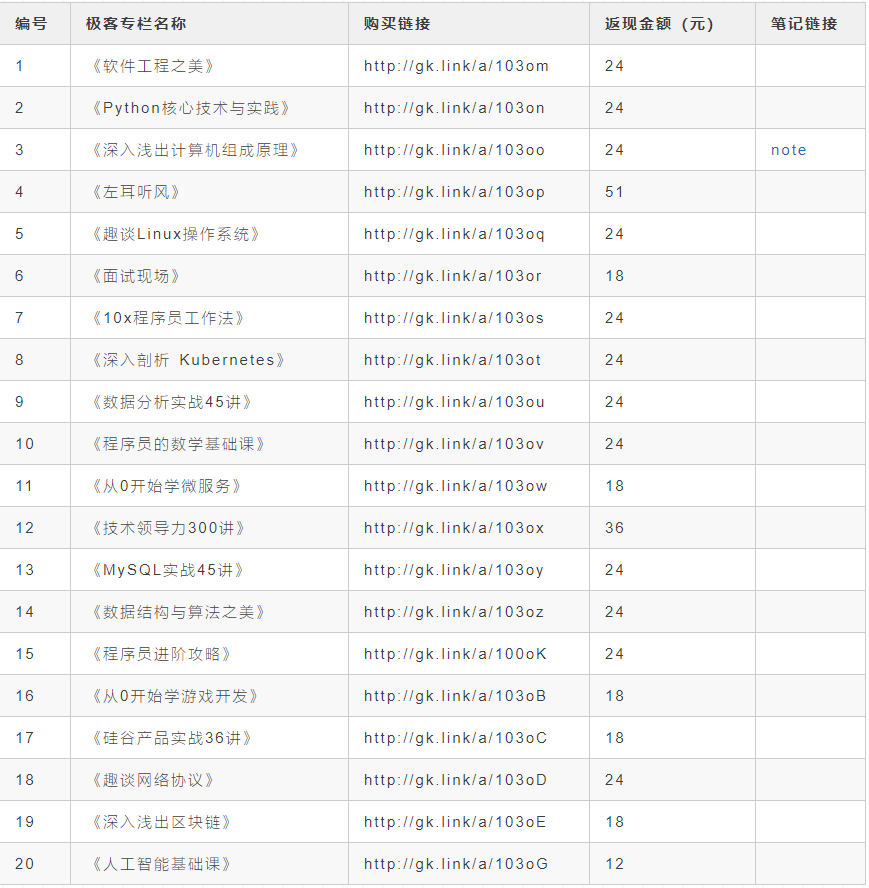 编号 极客专栏名称 购买链接 返现金额（元） 笔记链接
1 《软件工程之美》 http://gk.link/a/103om 24
2 《Python核心技术与实践》 http://gk.link/a/103on 24
3 《深入浅出计算机组成原理》 http://gk.link/a/103oo 24 note
4 《左耳听风》 http://gk.link/a/103op 51
5 《趣谈Linux操作系统》 http://gk.link/a/103oq 24
6 《面试现场》 http://gk.link/a/103or 18
7 《10x程序员工作法》 http://gk.link/a/103os 24
8 《深入剖析 Kubernetes》 http://gk.link/a/103ot 24
9 《数据分析实战45讲》 http://gk.link/a/103ou 24
10 《程序员的数学基础课》 http://gk.link/a/103ov 24
11 《从0开始学微服务》 http://gk.link/a/103ow 18
12 《技术领导力300讲》 http://gk.link/a/103ox 36
13 《MySQL实战45讲》 http://gk.link/a/103oy 24
14 《数据结构与算法之美》 http://gk.link/a/103oz 24
15 《程序员进阶攻略》 http://gk.link/a/100oK 24
16 《从0开始学游戏开发》 http://gk.link/a/103oB 18
17 《硅谷产品实战36讲》 http://gk.link/a/103oC 18
18 《趣谈网络协议》 http://gk.link/a/103oD 24
19 《深入浅出区块链》 http://gk.link/a/103oE 18
20 《人工智能基础课》 http://gk.link/a/103oG 12